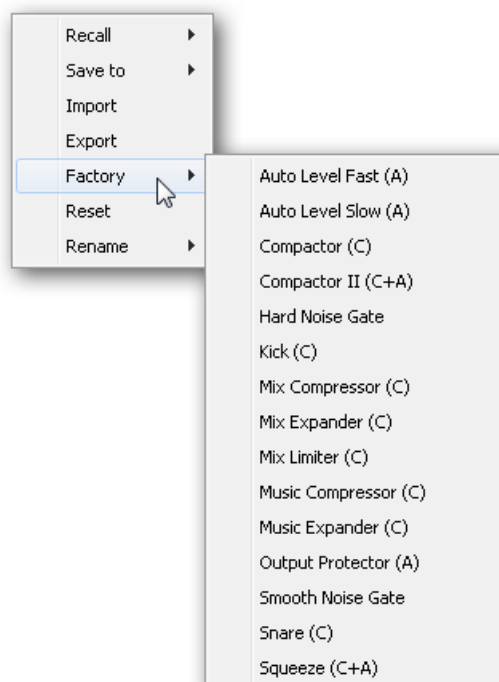 Recall
Save to
Import
Export
Factory
Reset
Rename
Auto Level Fast (A)
Auto Level Slow (A)
Compactor (C)
Compactor II (C+A)
Hard Noise Gate
Kick (C)
Mix Compressor (C)
Mix Expander (C)
Mix Limiter (C)
Music Compressor (C)
Music Expander (C)
Output Protector (A)
Smooth Noise Gate
Snare (C)
Squeeze (C+A)